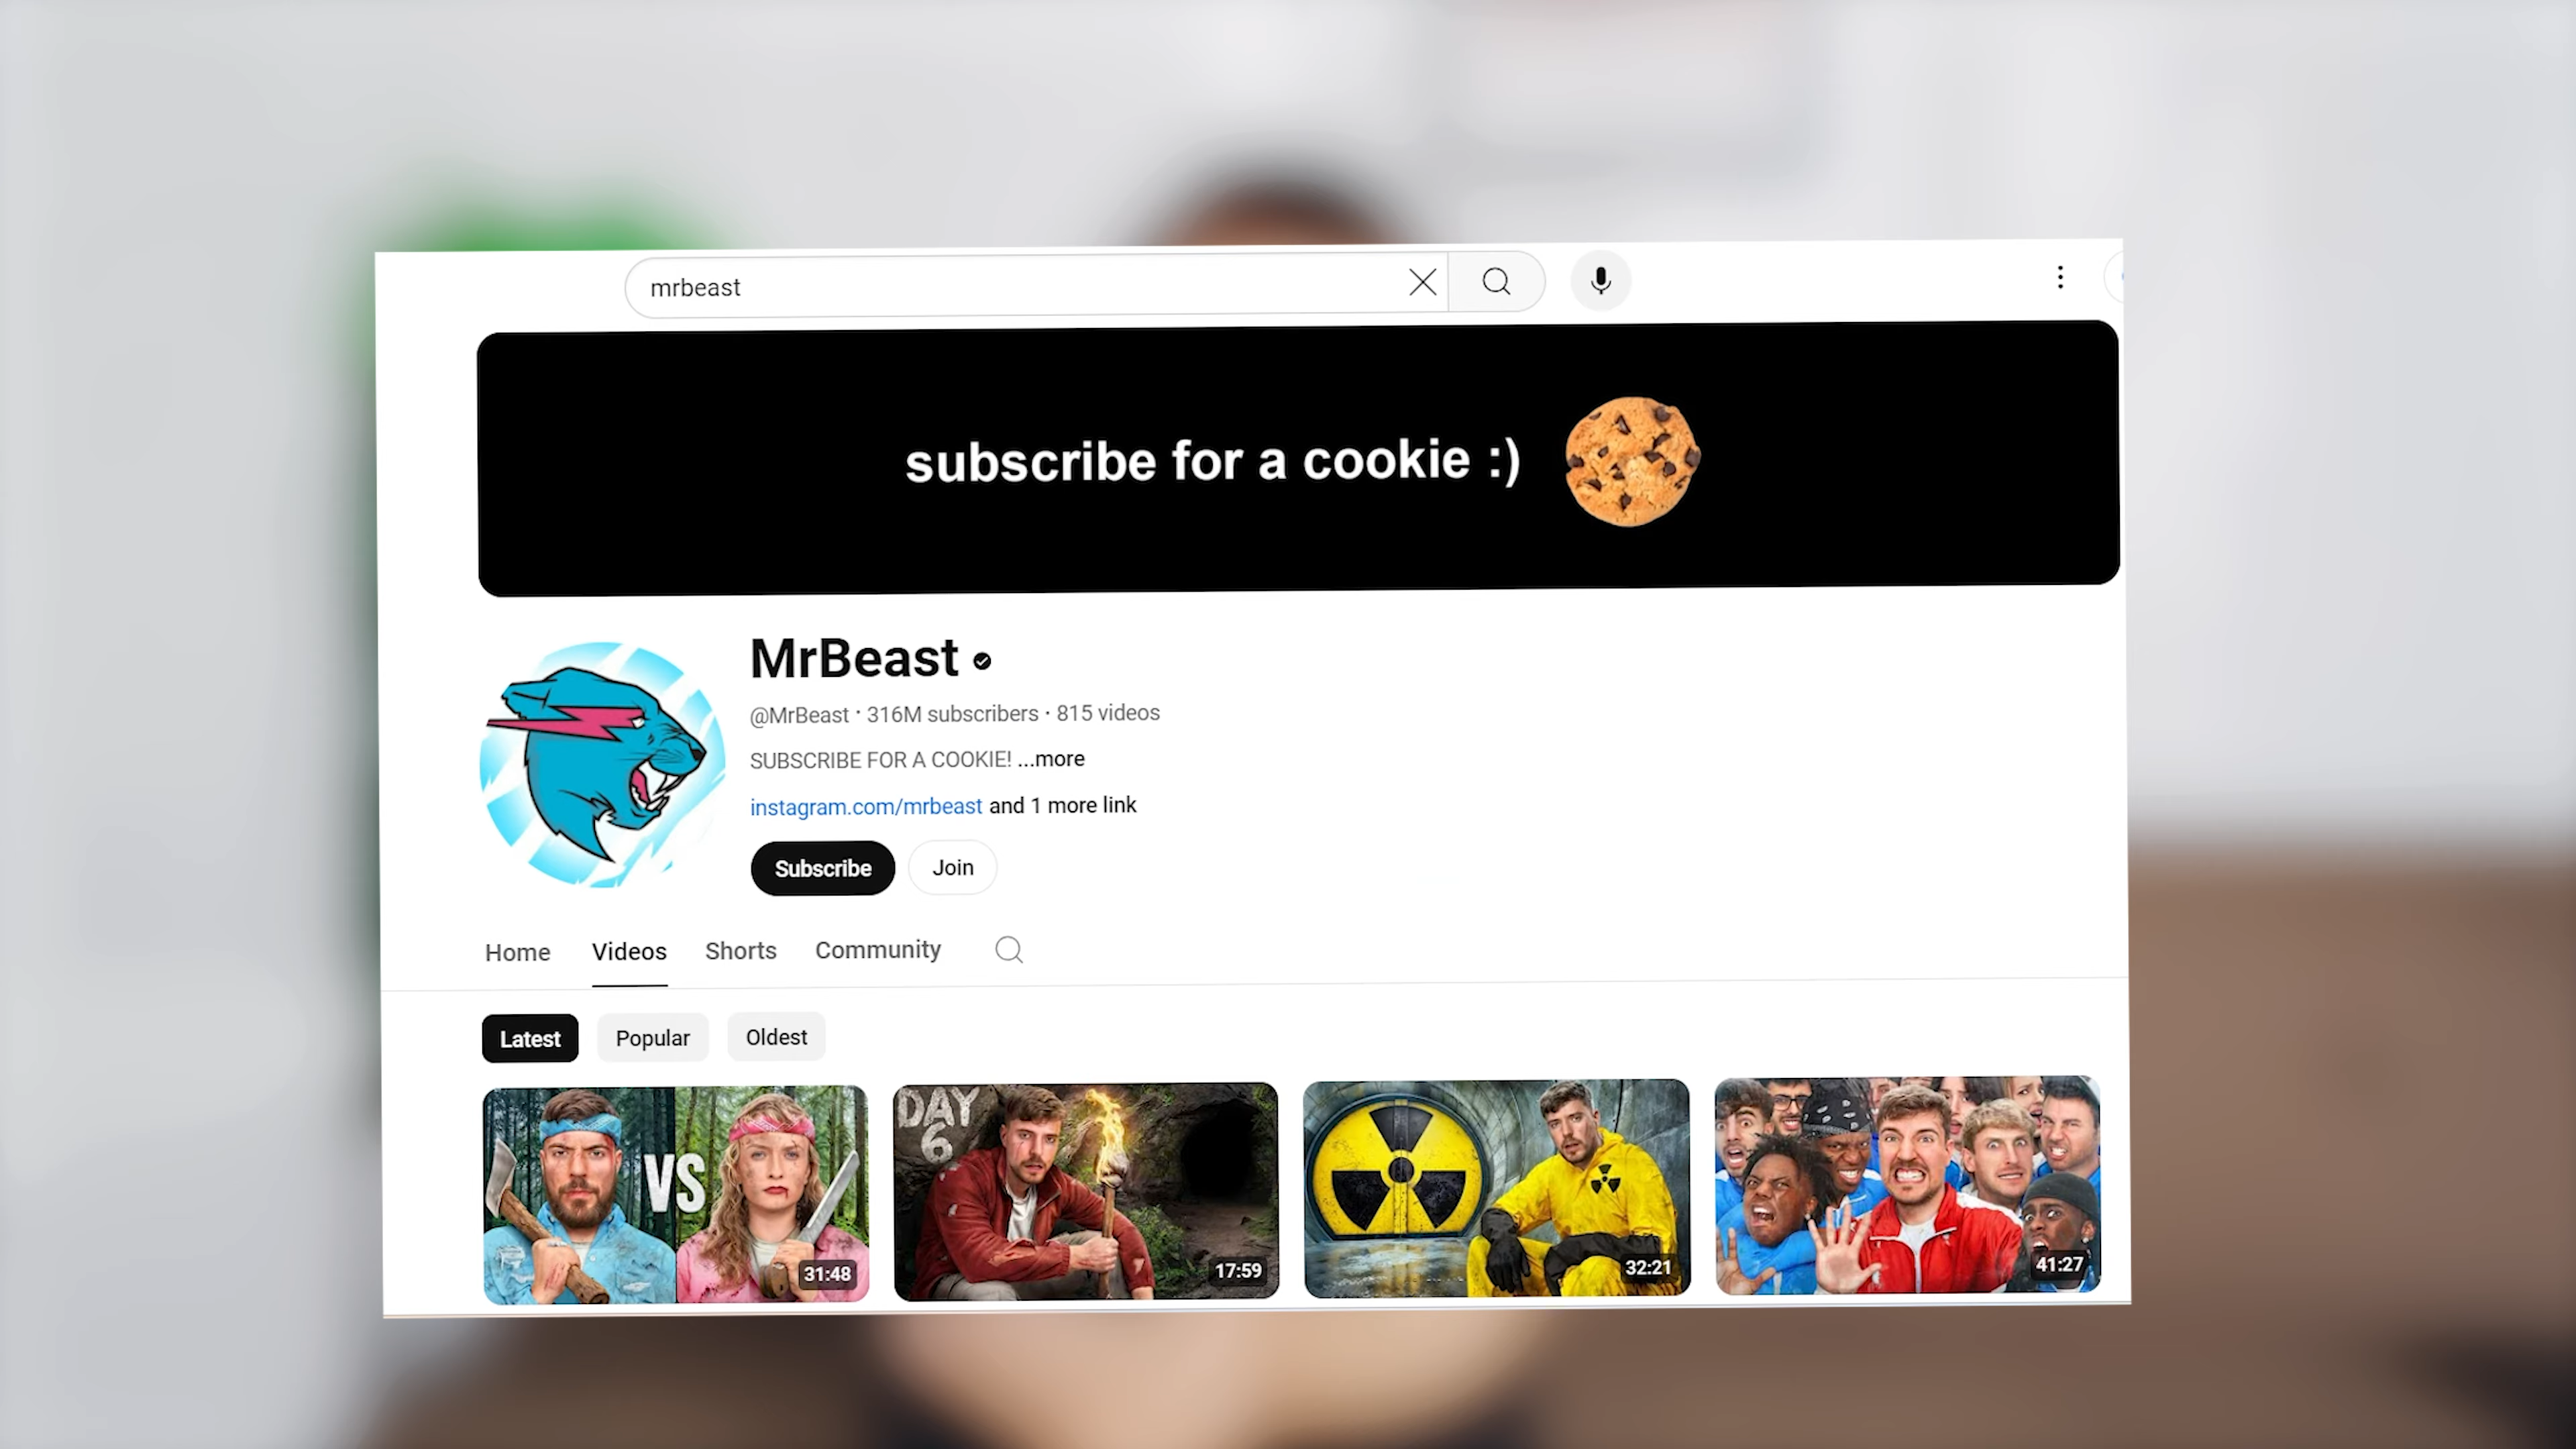 mrbeast
subscribe for a cookie :)
MrBeast
@MrBeast · 316M subscribers · 815 videos
SUBSCRIBE FOR A COOKIE! ...more
instagram.com/mrbeast and 1 more link
Subscribe Join
Home Videos Shorts Community
Latest Popular Oldest
DAY
6
VS
31:48
17:59
32:21
41:27